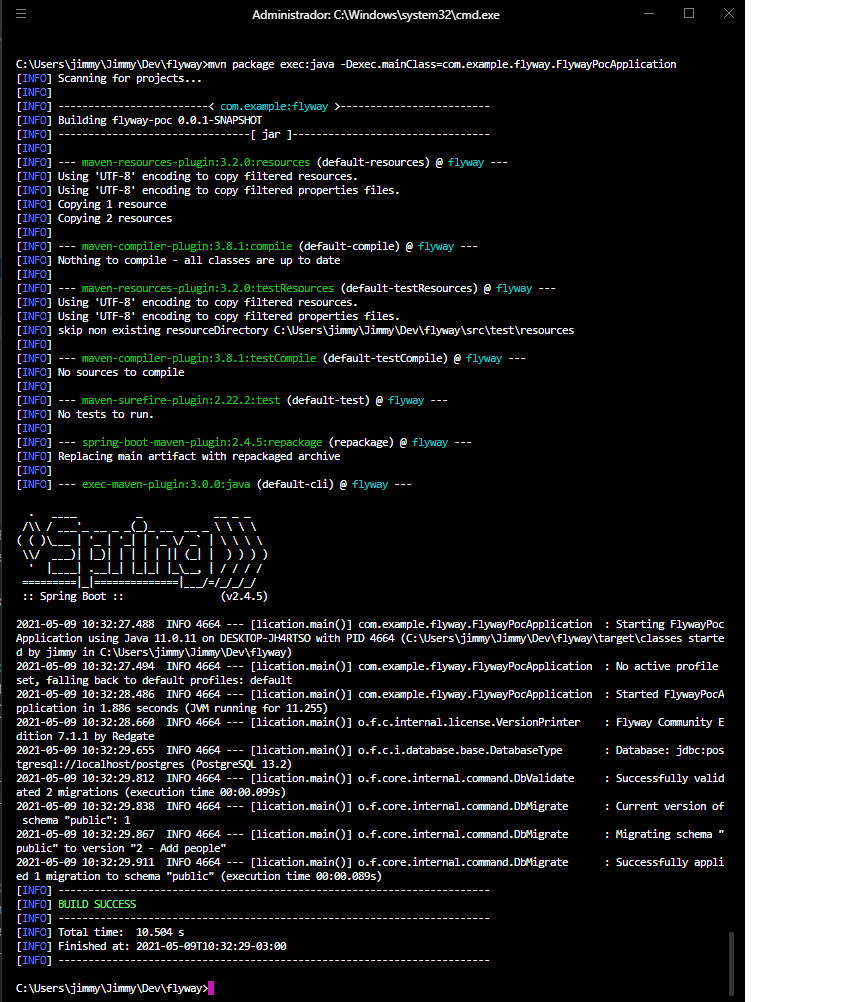 Administrador: C:\Windows\system32\cmd.exe
C:\Users\jimmy\Jimmy\Dev\flyway>mvn package exec:java -Dexec.mainClass=com.example.flyway.FlywayPocApplication
[INFO] Scanning for projects...
[INFO]
[INFO] -------------------------< com.example:flyway >-------------------------
[INFO] Building flyway-poc 0.0.1-SNAPSHOT
[INFO] --------------------------------[ jar ]---------------------------------
[INFO]
[INFO] --- maven-resources-plugin:3.2.0:resources (default-resources) @ flyway ---
[INFO] Using 'UTF-8' encoding to copy filtered resources.
[INFO] Using 'UTF-8' encoding to copy filtered properties files.
[INFO] Copying 1 resource
[INFO] Copying 2 resources
[INFO]
[INFO] --- maven-compiler-plugin:3.8.1:compile (default-compile) @ flyway ---
[INFO] Nothing to compile - all classes are up to date
[INFO]
[INFO] --- maven-resources-plugin:3.2.0:testResources (default-testResources) @ flyway ---
[INFO] Using 'UTF-8' encoding to copy filtered resources.
[INFO] Using 'UTF-8' encoding to copy filtered properties files.
[INFO] skip non existing resourceDirectory C:\Users\jimmy\Jimmy\Dev\flyway\src\test\resources
[INFO]
[INFO] --- maven-compiler-plugin:3.8.1:testCompile (default-testCompile) @ flyway ---
[INFO] No sources to compile
[INFO]
[INFO] --- maven-surefire-plugin:2.22.2:test (default-test) @ flyway ---
[INFO] No tests to run.
[INFO]
[INFO] --- spring-boot-maven-plugin:2.4.5:repackage (repackage) @ flyway ---
[INFO] Replacing main artifact with repackaged archive
[INFO]
[INFO] --- exec-maven-plugin:3.0.0:java (default-cli) @ flyway ---
  .   ____          _            __ _ _
 /\\ / ___'_ __ _ _(_)_ __  __ _ \ \ \ \
( ( )\___ | '_ | '_| | '_ \/ _` | \ \ \ \
 \\/  ___)| |_)| | | | | || (_| |  ) ) ) )
  '  |____| .__|_| |_|_| |_\__, | / / / /
 =========|_|==============|___/=/_/_/_/
 :: Spring Boot ::                (v2.4.5)
2021-05-09 10:32:27.488  INFO 4664 --- [lication.main()] com.example.flyway.FlywayPocApplication  : Starting FlywayPoc
Application using Java 11.0.11 on DESKTOP-JH4RTSO with PID 4664 (C:\Users\jimmy\Jimmy\Dev\flyway\target\classes starte
d by jimmy in C:\Users\jimmy\Jimmy\Dev\flyway)
2021-05-09 10:32:27.494  INFO 4664 --- [lication.main()] com.example.flyway.FlywayPocApplication  : No active profile
set, falling back to default profiles: default
2021-05-09 10:32:28.486  INFO 4664 --- [lication.main()] com.example.flyway.FlywayPocApplication  : Started FlywayPocA
pplication in 1.886 seconds (JVM running for 11.255)
2021-05-09 10:32:28.660  INFO 4664 --- [lication.main()] o.f.c.internal.license.VersionPrinter    : Flyway Community E
dition 7.1.1 by Redgate
2021-05-09 10:32:29.655  INFO 4664 --- [lication.main()] o.f.c.i.database.base.DatabaseType       : Database: jdbc:pos
tgresql://localhost/postgres (PostgreSQL 13.2)
2021-05-09 10:32:29.812  INFO 4664 --- [lication.main()] o.f.core.internal.command.DbValidate     : Successfully valid
ated 2 migrations (execution time 00:00.099s)
2021-05-09 10:32:29.838  INFO 4664 --- [lication.main()] o.f.core.internal.command.DbMigrate      : Current version of
 schema "public": 1
2021-05-09 10:32:29.867  INFO 4664 --- [lication.main()] o.f.core.internal.command.DbMigrate      : Migrating schema "
public" to version "2 - Add people"
2021-05-09 10:32:29.911  INFO 4664 --- [lication.main()] o.f.core.internal.command.DbMigrate      : Successfully appli
ed 1 migration to schema "public" (execution time 00:00.089s)
[INFO] ------------------------------------------------------------------------
[INFO] BUILD SUCCESS
[INFO] ------------------------------------------------------------------------
[INFO] Total time:  10.504 s
[INFO] Finished at: 2021-05-09T10:32:29-03:00
[INFO] ------------------------------------------------------------------------
C:\Users\jimmy\Jimmy\Dev\flyway>